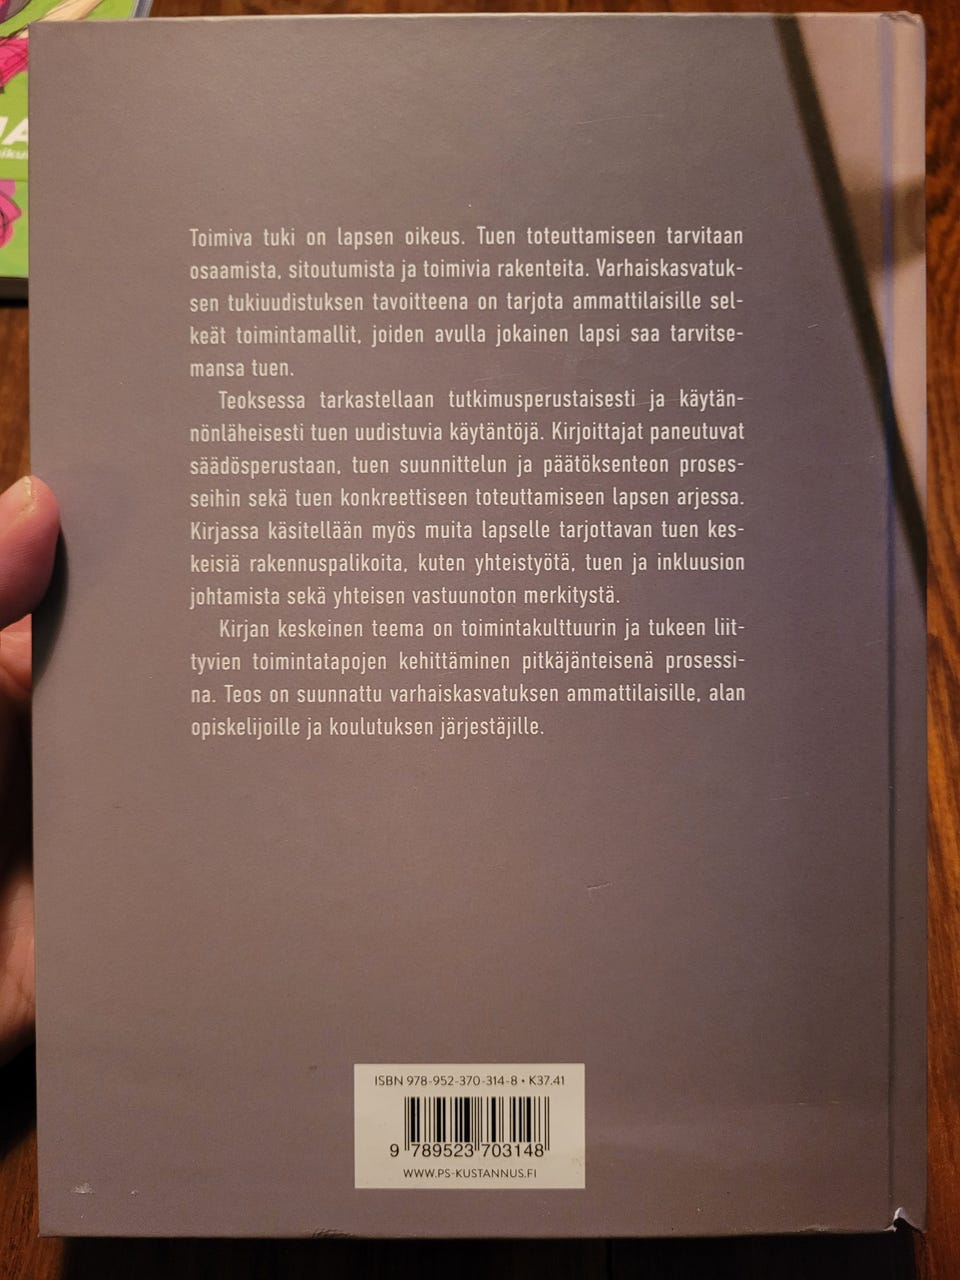 Toimiva tuki on lapsen oikeus. Tuen toteuttamiseen tarvitaan
osaamista, sitoutumista ja toimivia rakenteita. Varhaiskasvatuk-
sen tukiuudistuksen tavoitteena on tarjota ammattilaisille sel-
keät toimintamallit, joiden avulla jokainen lapsi saa tarvitse-
mansa tuen.
Teoksessa tarkastellaan tutkimusperustaisesti ja käytän-
nönläheisesti tuen uudistuvia käytäntöjä. Kirjoittajat paneutuvat
säädösperustaan, tuen suunnittelun ja päätöksenteon proses-
seihin sekä tuen konkreettiseen toteuttamiseen lapsen arjessa.
Kirjassa käsitellään myös muita lapselle tarjottavan tuen kes-
keisiä rakennuspalikoita, kuten yhteistyötä, tuen ja inkluusion
johtamista sekä yhteisen vastuunoton merkitystä.
Kirjan keskeinen teema on toimintakulttuurin ja tukeen liit-
tyvien toimintatapojen kehittäminen pitkäjänteisenä prosessi-
na. Teos on suunnattu varhaiskasvatuksen ammattilaisille, alan
opiskelijoille ja koulutuksen järjestäjille.
ISBN 978-952-370-314-8 • K37.41
9 789523 703148
WWW.PS-KUSTANNUS.FI